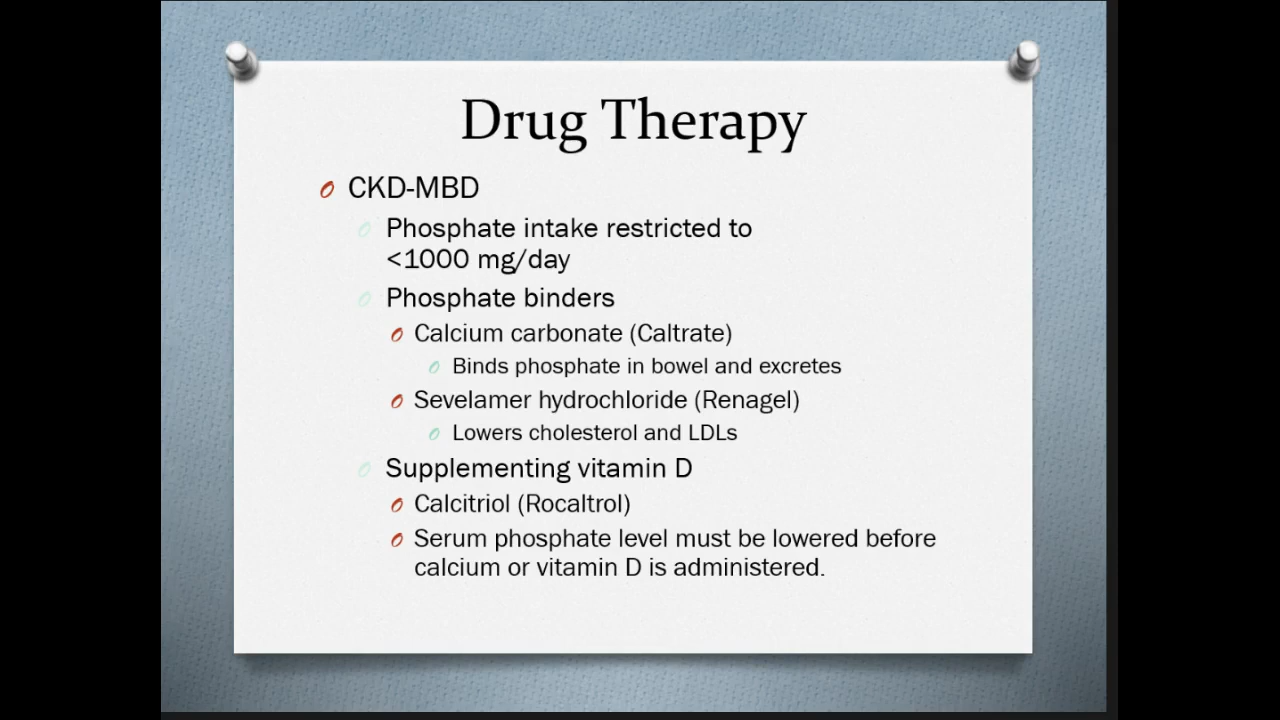 Drug Therapy
CKD-MBD
Phosphate intake restricted to
<1000 mg/day
Phosphate binders
Calcium carbonate (Caltrate)
Binds phosphate in bowel and excretes
Sevelamer hydrochloride (Renagel)
Lowers cholesterol and LDLs
Supplementing vitamin D
Calcitriol (Rocaltrol)
Serum phosphate level must be lowered before
calcium or vitamin D is administered.